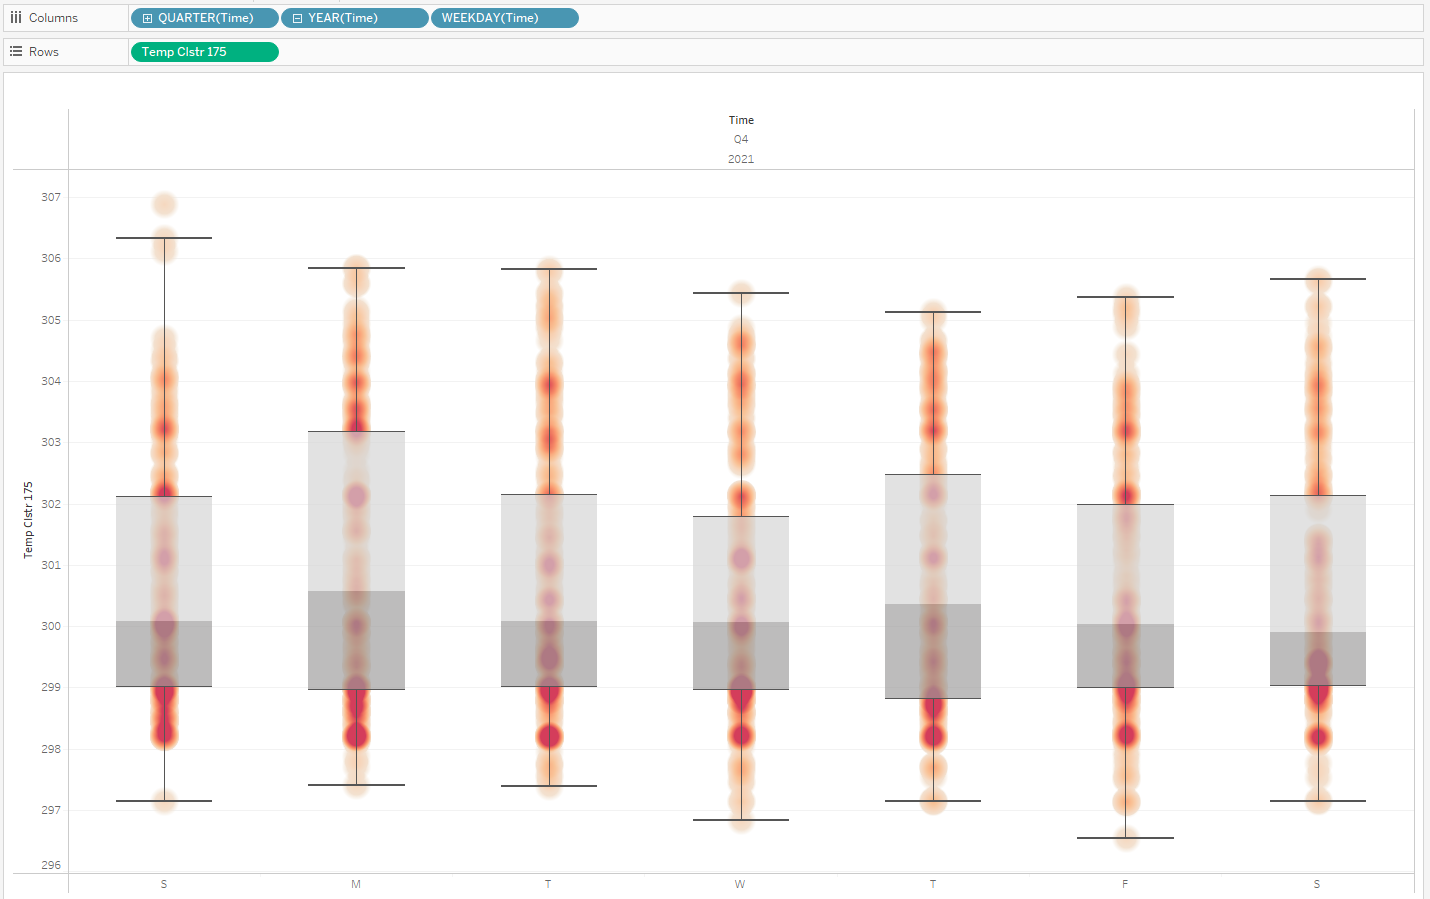 Columns
QUARTER(Time)
YEAR(Time)
WEEKDAY(Time)
Rows
Temp Clstr 175
Time
Q4
2021
307
306
305
304
303
302
301
300
299
298
297
296
Temp Clstr 175
S M T W T F S